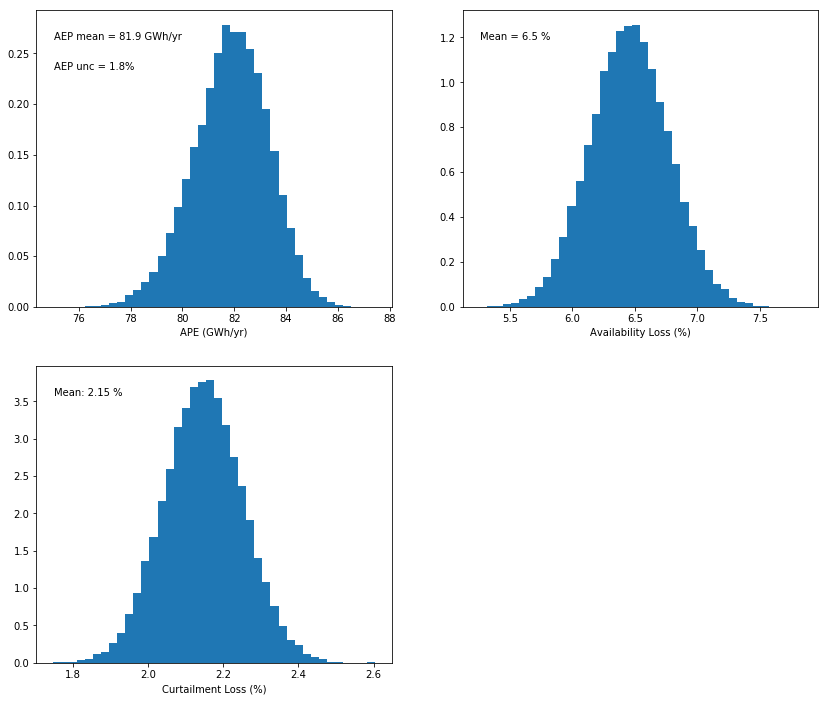 AEP mean = 81.9 GWh/yr
AEP unc = 1.8%
0.25
0.20
0.15
0.10
0.05
0.00
76 78 80 82 84 86 88
APE (GWh/yr)
Mean = 6.5 %
1.2
1.0
0.8
0.6
0.4
0.2
0.0
5.5 6.0 6.5 7.0 7.5
Availability Loss (%)
Mean: 2.15 %
3.5
3.0
2.5
2.0
1.5
1.0
0.5
0.0
1.8 2.0 2.2 2.4 2.6
Curtailment Loss (%)